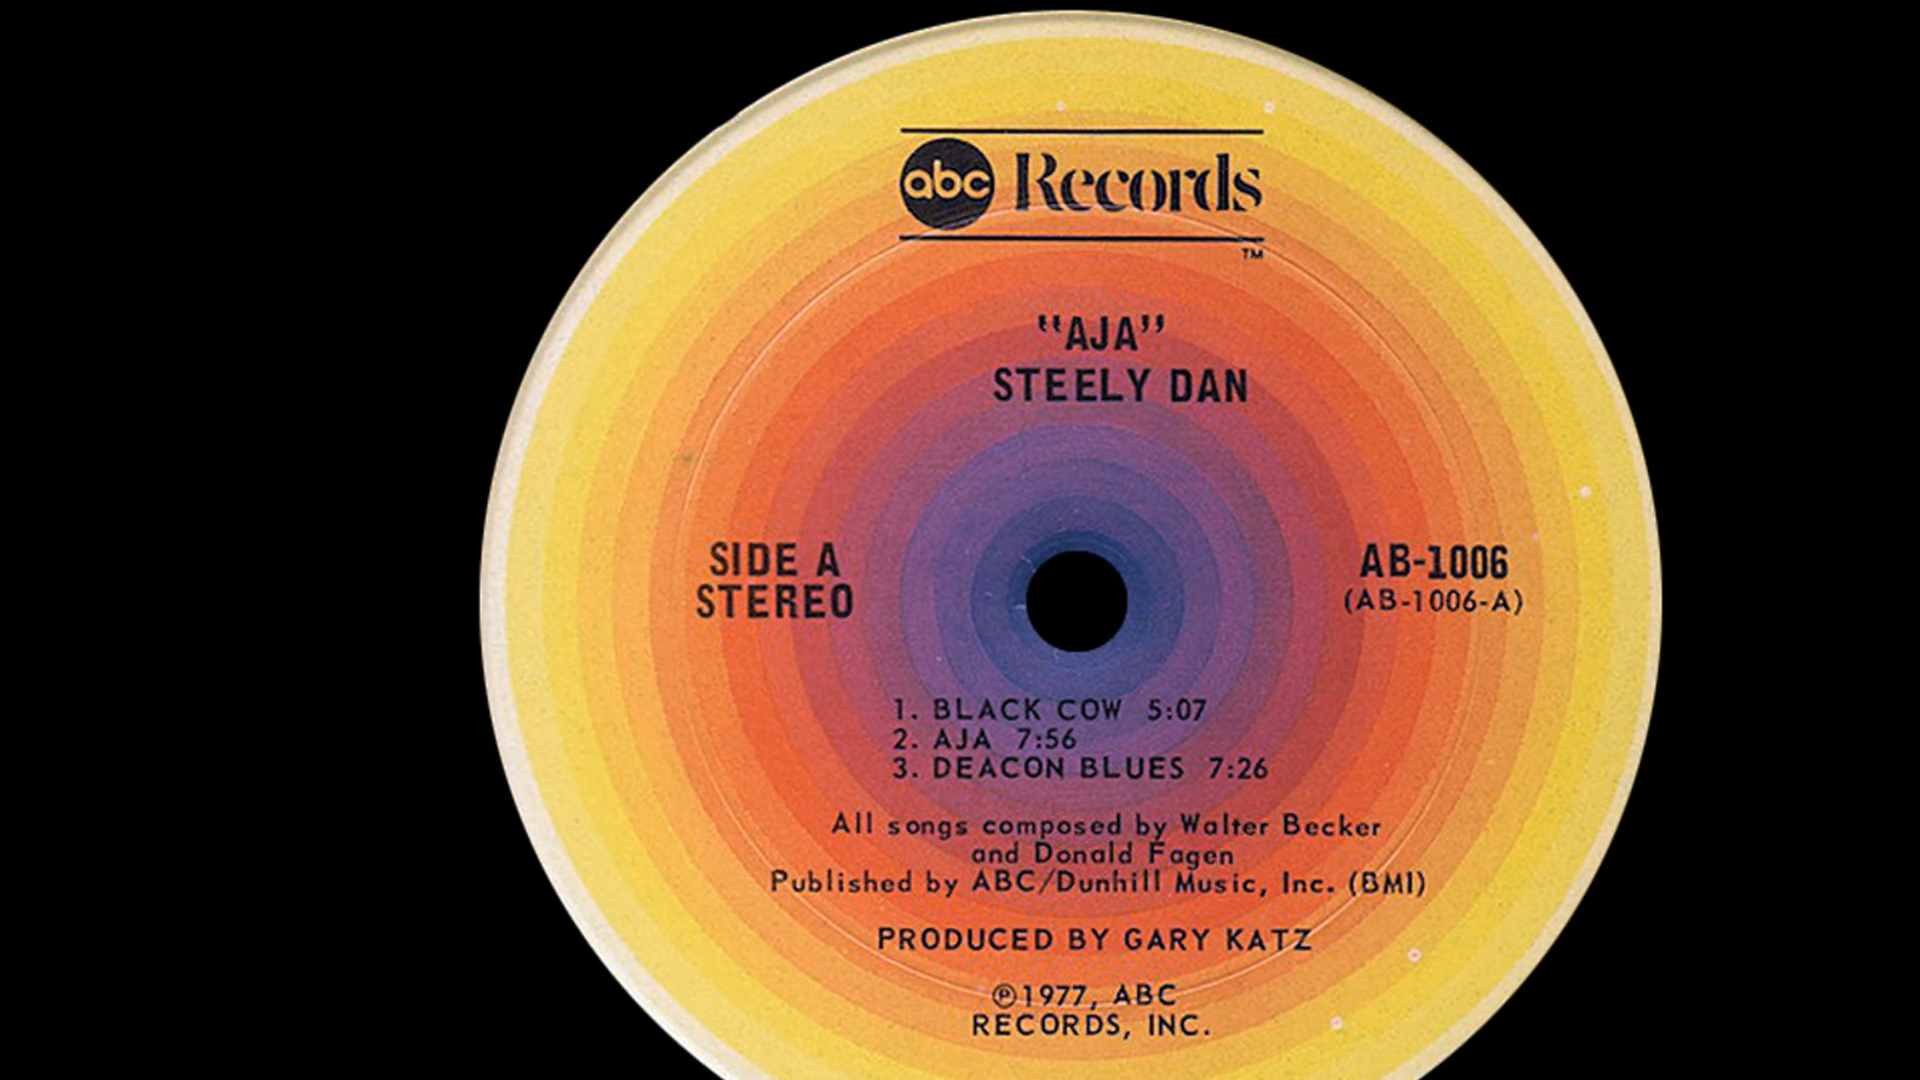 abc Records
TM
"AJA"
STEELY DAN
SIDE A
STEREO
AB-1006
(AB-1006-A)
1. BLACK COW 5:07
2. AJA 7:56
3. DEACON BLUES 7:26
All songs composed by Walter Becker
and Donald Fagen
Published by ABC/Dunhill Music, Inc. (BMI)
PRODUCED BY GARY KATZ
Ⓟ1977, ABC
RECORDS, INC.